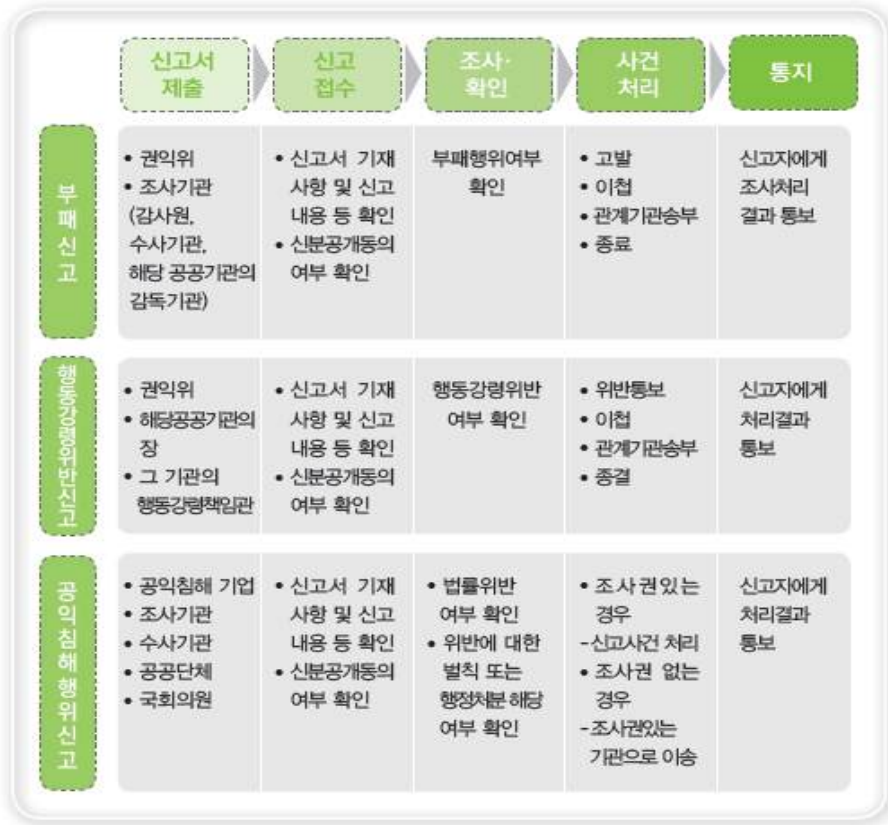 신고서
제출
신고
접수
조사·
확인
사건
처리
통지
부패신고
• 권익위
• 조사기관
(감사원,
수사기관,
해당 공공기관의
감독기관)
• 신고서 기재
사항 및 신고
내용 등 확인
• 신분공개동의
여부 확인
부패행위여부
확인
• 고발
• 이첩
• 관계기관송부
• 종료
신고자에게
조사처리
결과 통보
행동강령위반신고
• 권익위
• 해당공공기관의
장
• 그 기관의
행동강령책임관
• 신고서 기재
사항 및 신고
내용 등 확인
• 신분공개동의
여부 확인
행동강령위반
여부 확인
• 위반통보
• 이첩
• 관계기관송부
• 종결
신고자에게
처리결과
통보
공익침해행위신고
• 공익침해 기업
• 조사기관
• 수사기관
• 공공단체
• 국회의원
• 신고서 기재
사항 및 신고
내용 등 확인
• 신분공개동의
여부 확인
• 법률위반
여부 확인
• 위반에 대한
벌칙 또는
행정처분 해당
여부 확인
• 조사권있는
경우
-신고사건 처리
• 조사권 없는
경우
-조사권있는
기관으로 이송
신고자에게
처리결과
통보